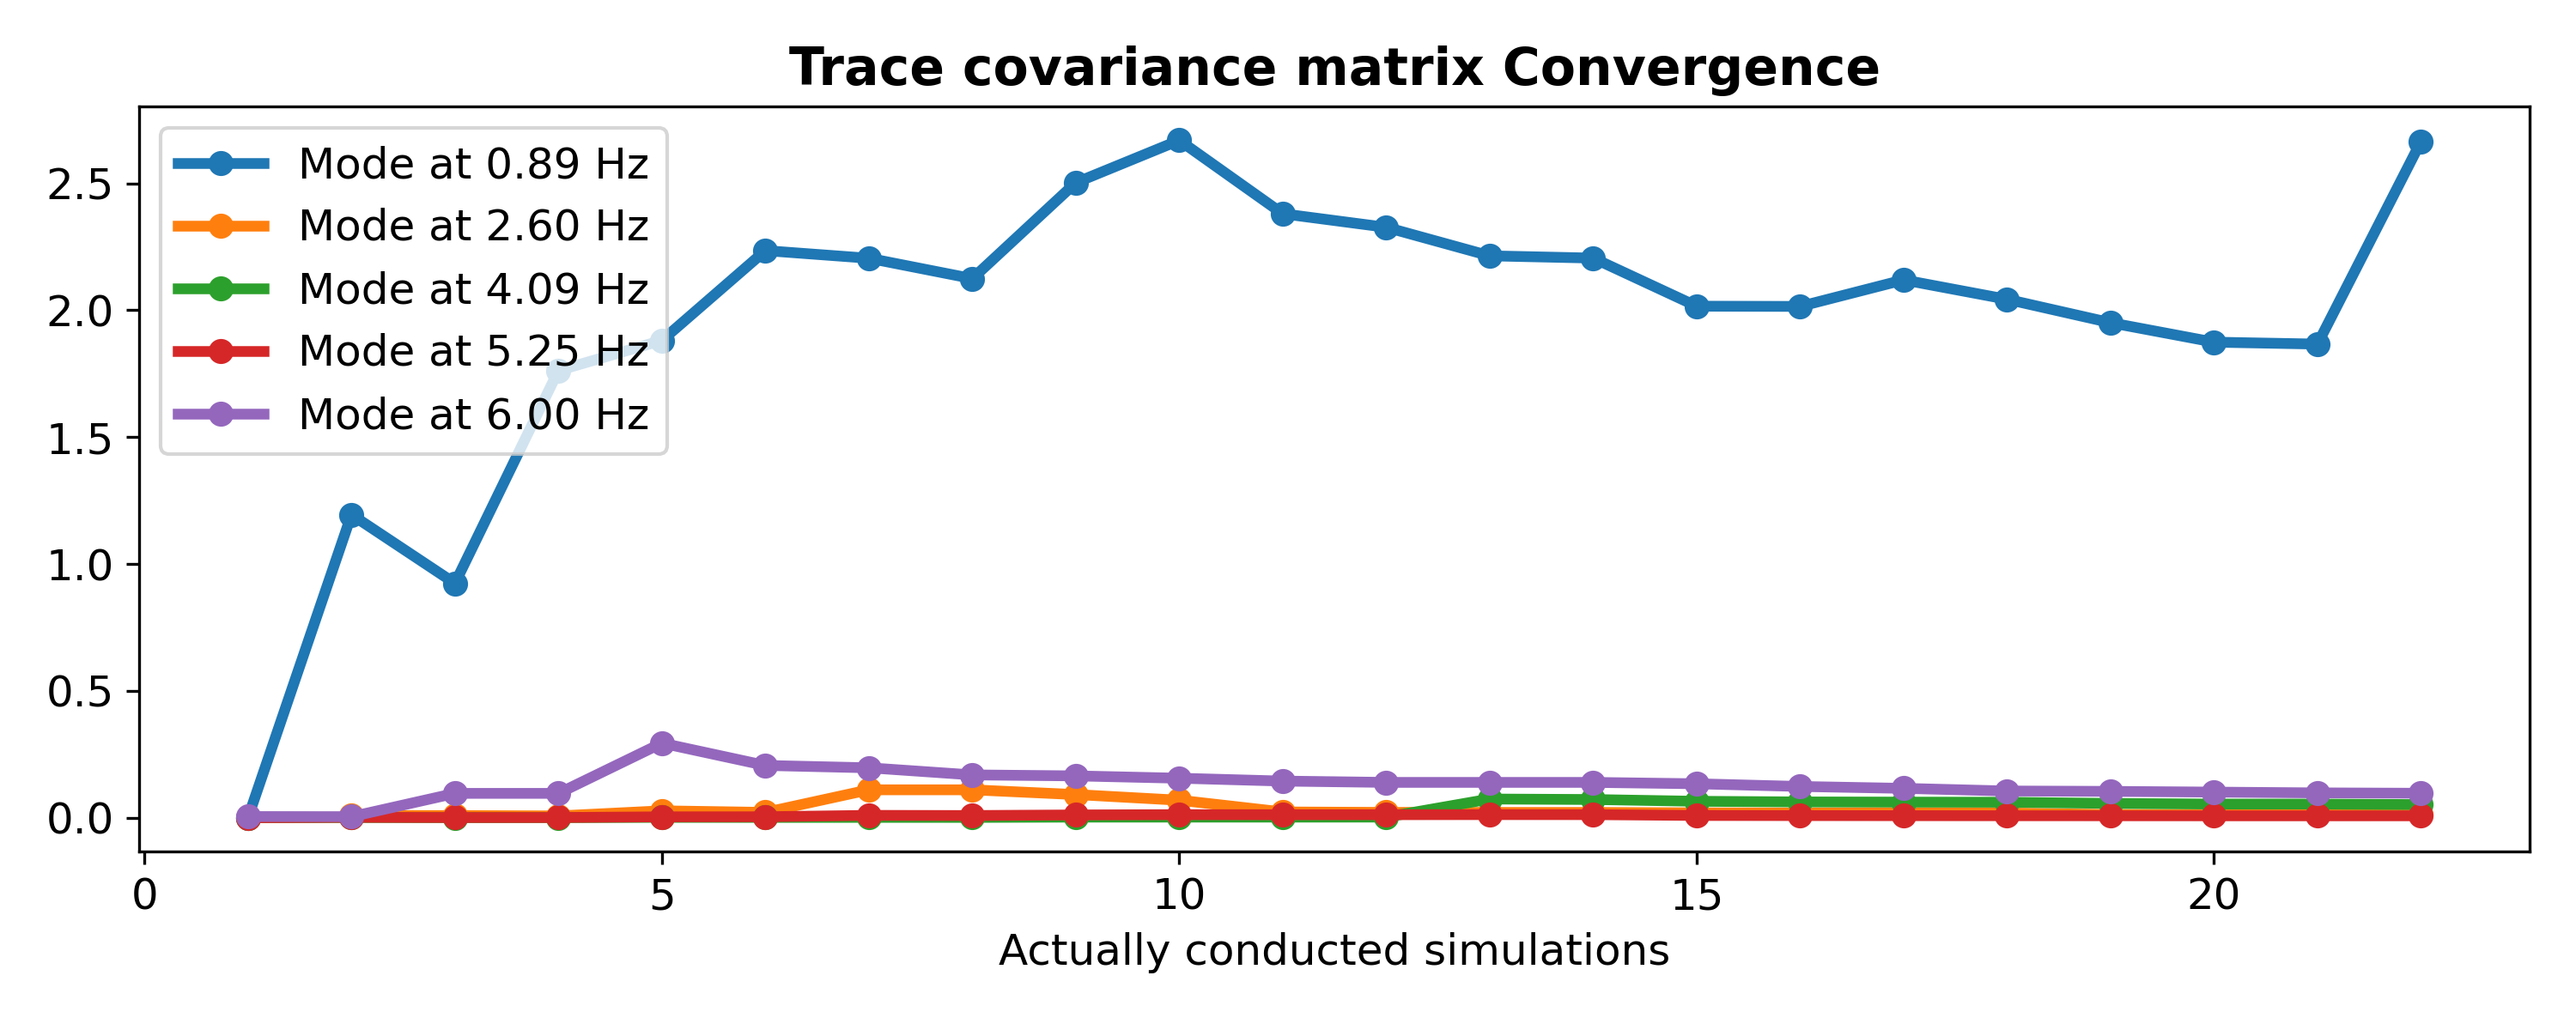 Trace covariance matrix Convergence
Mode at 0.89 Hz
Mode at 2.60 Hz
Mode at 4.09 Hz
Mode at 5.25 Hz
Mode at 6.00 Hz
2.5
2.0
1.5
1.0
0.5
0.0
0 5 10 15 20
Actually conducted simulations